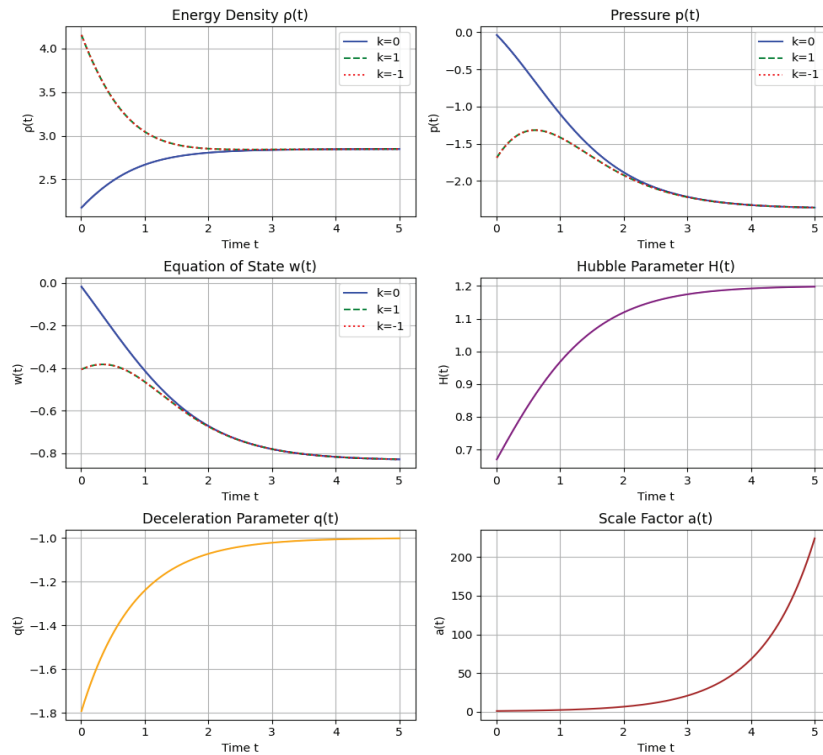 Energy Density ρ(t)
4.0
3.5
3.0
2.5
ρ(t)
k=0
k=1
k=-1
0 1 2 3 4 5
Time t
Pressure p(t)
0.0
−0.5
−1.0
−1.5
−2.0
p(t)
k=0
k=1
k=-1
0 1 2 3 4 5
Time t
Equation of State w(t)
0.0
−0.2
−0.4
−0.6
−0.8
w(t)
k=0
k=1
k=-1
0 1 2 3 4 5
Time t
Hubble Parameter H(t)
1.2
1.1
1.0
0.9
0.8
0.7
H(t)
0 1 2 3 4 5
Time t
Deceleration Parameter q(t)
−1.0
−1.2
−1.4
−1.6
−1.8
q(t)
0 1 2 3 4 5
Time t
Scale Factor a(t)
200
150
100
50
0
a(t)
0 1 2 3 4 5
Time t